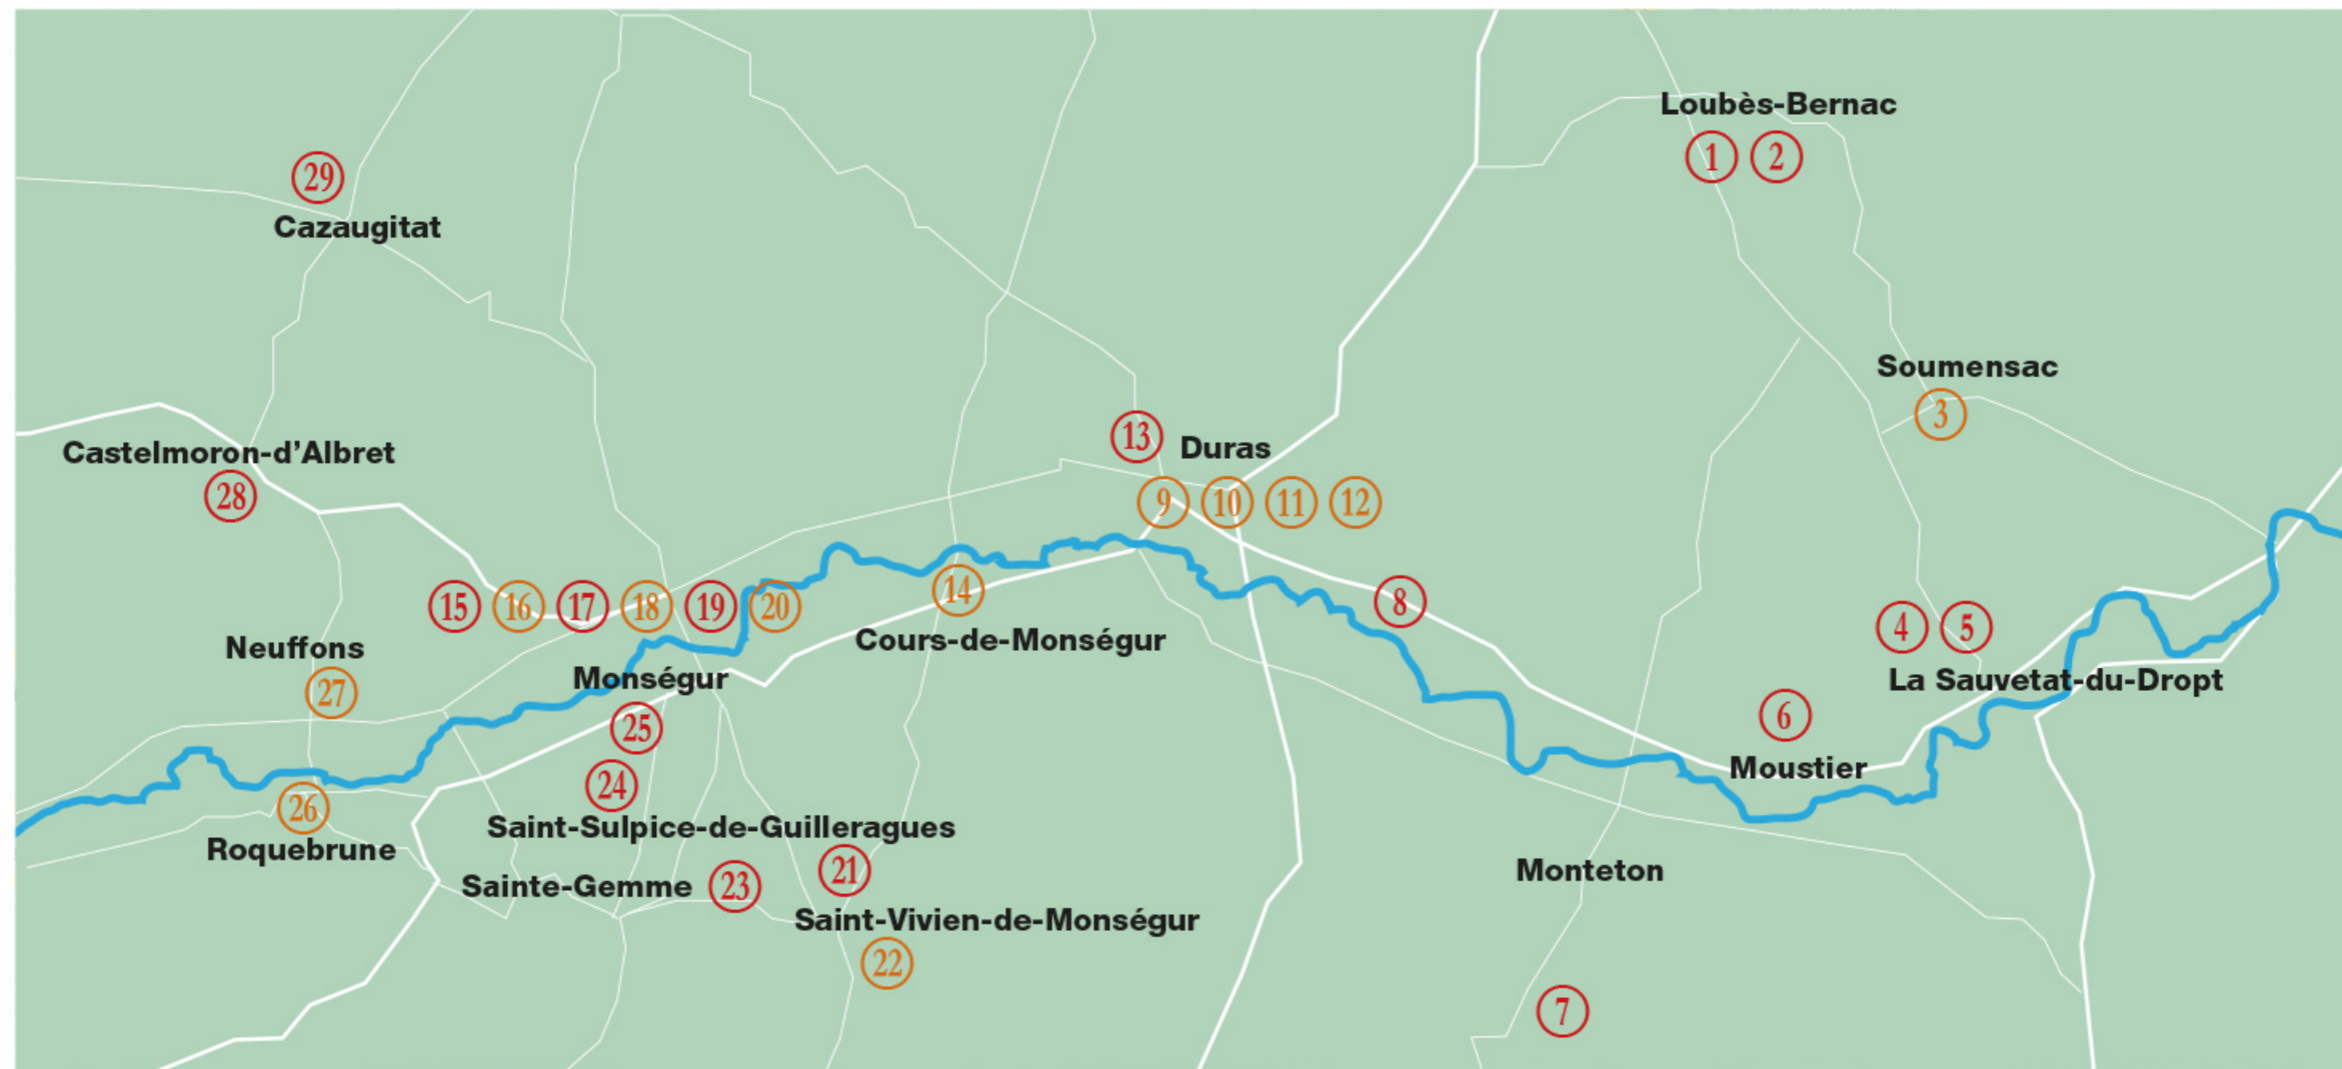 Loubès-Bernac
1 2
29
Cazaugitat
Soumensac
3
13
Duras
Castelmoron-d’Albret
28
9 10 11 12
14
8
15 16 17 18 19 20
4 5
Cours-de-Monségur
Neuffons
27
Monségur
25
La Sauvetat-du-Dropt
6
Moustier
24
26
Saint-Sulpice-de-Guilleragues
Roquebrune
21
Monteton
Sainte-Gemme 23
Saint-Vivien-de-Monségur
22
7